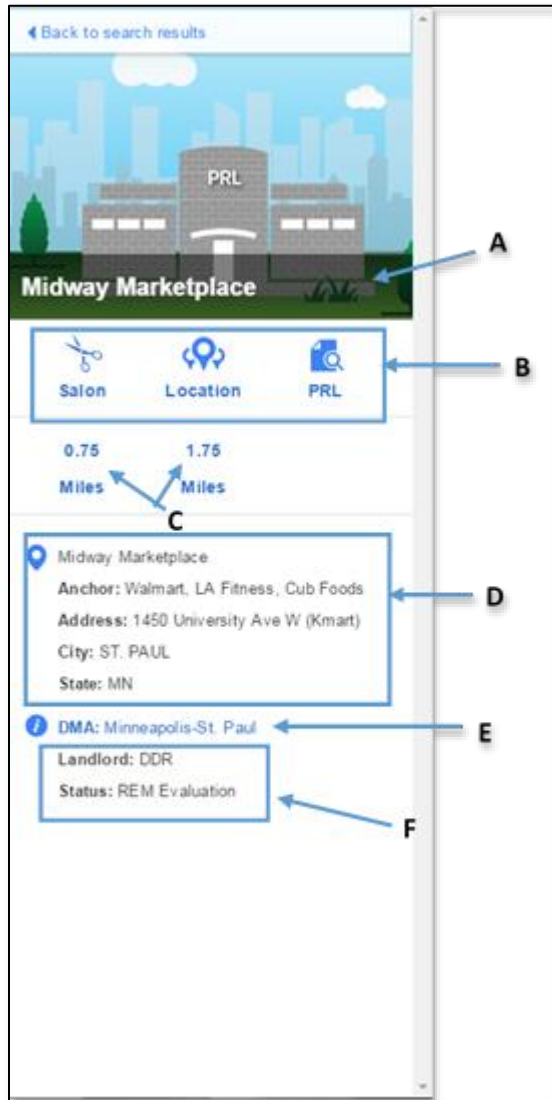 Back to search results
PRL
A
Midway Marketplace
Salon Location PRL
B
0.75 1.75
Miles Miles
C
Midway Marketplace
Anchor: Walmart, LA Fitness, Cub Foods
D
Address: 1450 University Ave W (Kmart)
City: ST. PAUL
State: MN
DMA: Minneapolis-St. Paul
E
Landlord: DDR
Status: REM Evaluation
F